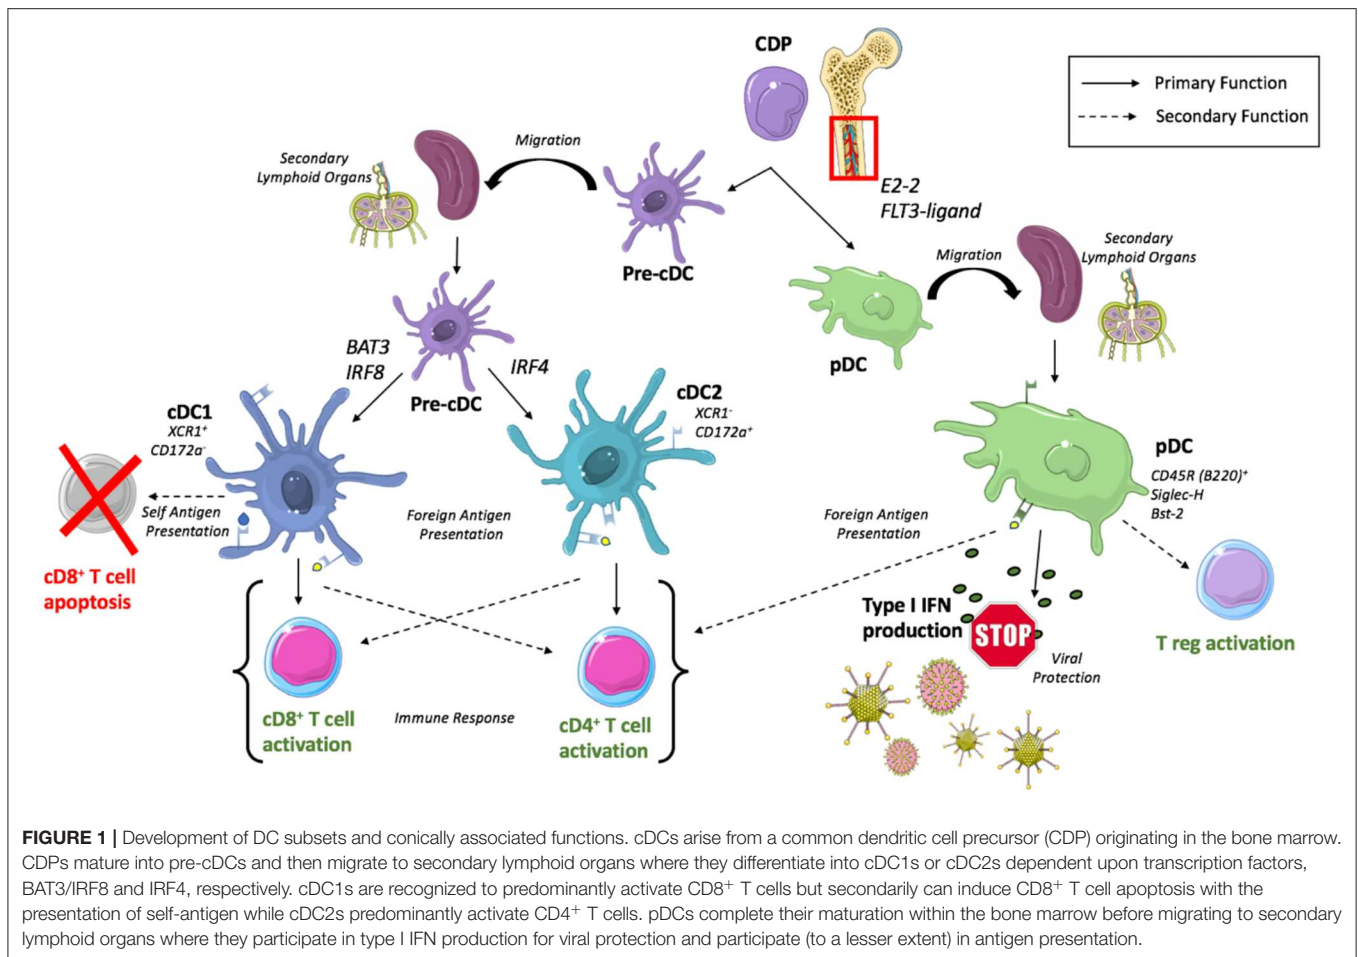 CDP
Primary Function
Secondary Function
Migration
Secondary
Lymphoid Organs
E2-2
FLT3-ligand
Pre-cDC
Migration
Secondary
Lymphoid Organs
pDC
BAT3
IRF8
IRF4
Pre-cDC
cDC1
XCR1⁺
CD172a⁻
cDC2
XCR1⁻
CD172a⁺
pDC
CD45R (B220)⁺
Siglec-H
Bst-2
Self Antigen
Presentation
Foreign Antigen
Presentation
Foreign Antigen
Presentation
cD8⁺ T cell
apoptosis
Type I IFN
production
STOP
Viral
Protection
T reg activation
cD8⁺ T cell
activation
Immune Response
cD4⁺ T cell
activation
FIGURE 1 | Development of DC subsets and conically associated functions. cDCs arise from a common dendritic cell precursor (CDP) originating in the bone marrow.
CDPs mature into pre-cDCs and then migrate to secondary lymphoid organs where they differentiate into cDC1s or cDC2s dependent upon transcription factors,
BAT3/IRF8 and IRF4, respectively. cDC1s are recognized to predominantly activate CD8⁺ T cells but secondarily can induce CD8⁺ T cell apoptosis with the
presentation of self-antigen while cDC2s predominantly activate CD4⁺ T cells. pDCs complete their maturation within the bone marrow before migrating to secondary
lymphoid organs where they participate in type I IFN production for viral protection and participate (to a lesser extent) in antigen presentation.